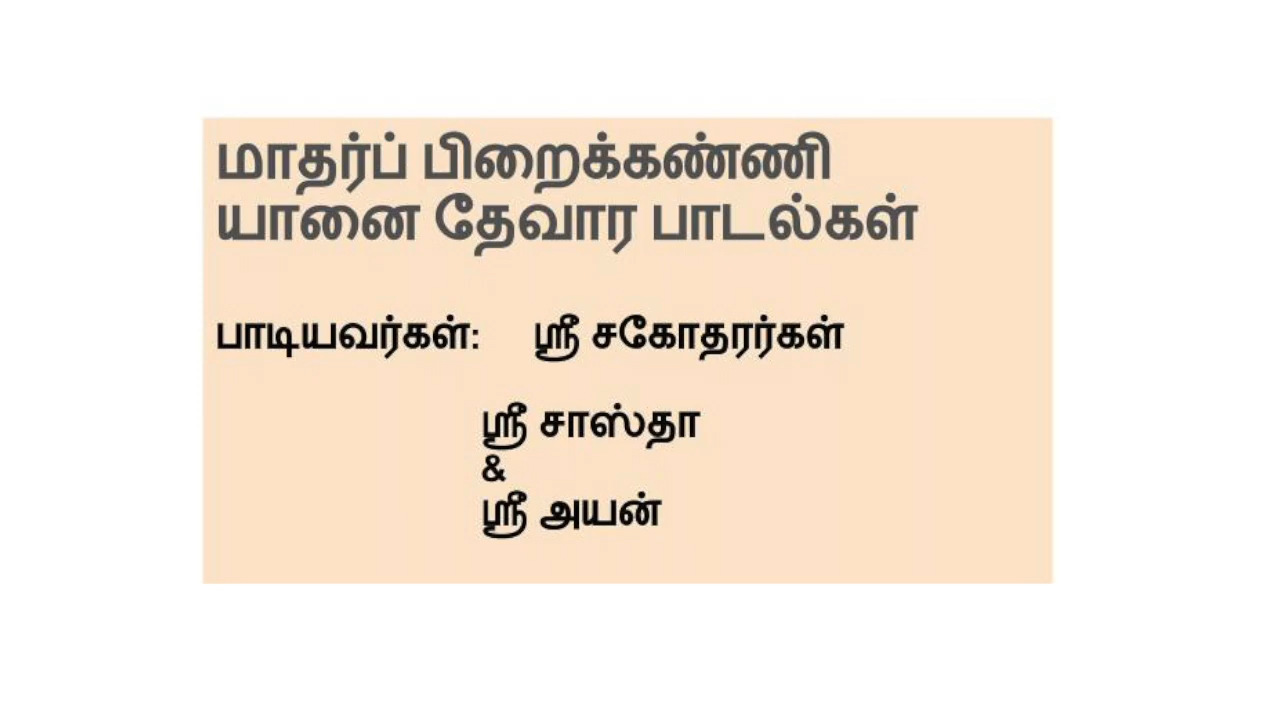 மாதர்ப் பிறைக்கண்ணி
யானை தேவார பாடல்கள்
பாடியவர்கள்: ஸ்ரீ சகோதரர்கள்
ஸ்ரீ சாஸ்தா
&
ஸ்ரீ அயன்